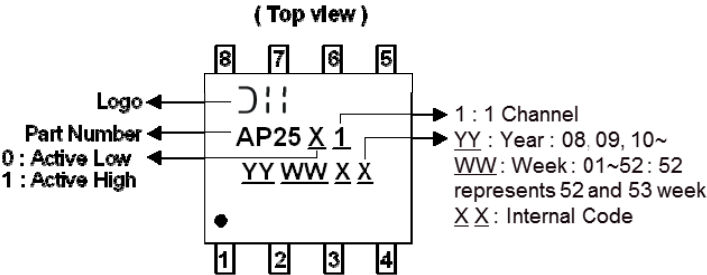 ( Top view )
8 7 6 5
Logo
Part Number
0 : Active Low
1 : Active High
DII
AP25 X 1
YY WW X X
1 : 1 Channel
YY : Year : 08, 09, 10~
WW : Week : 01~52 : 52
represents 52 and 53 week
X X : Internal Code
1 2 3 4